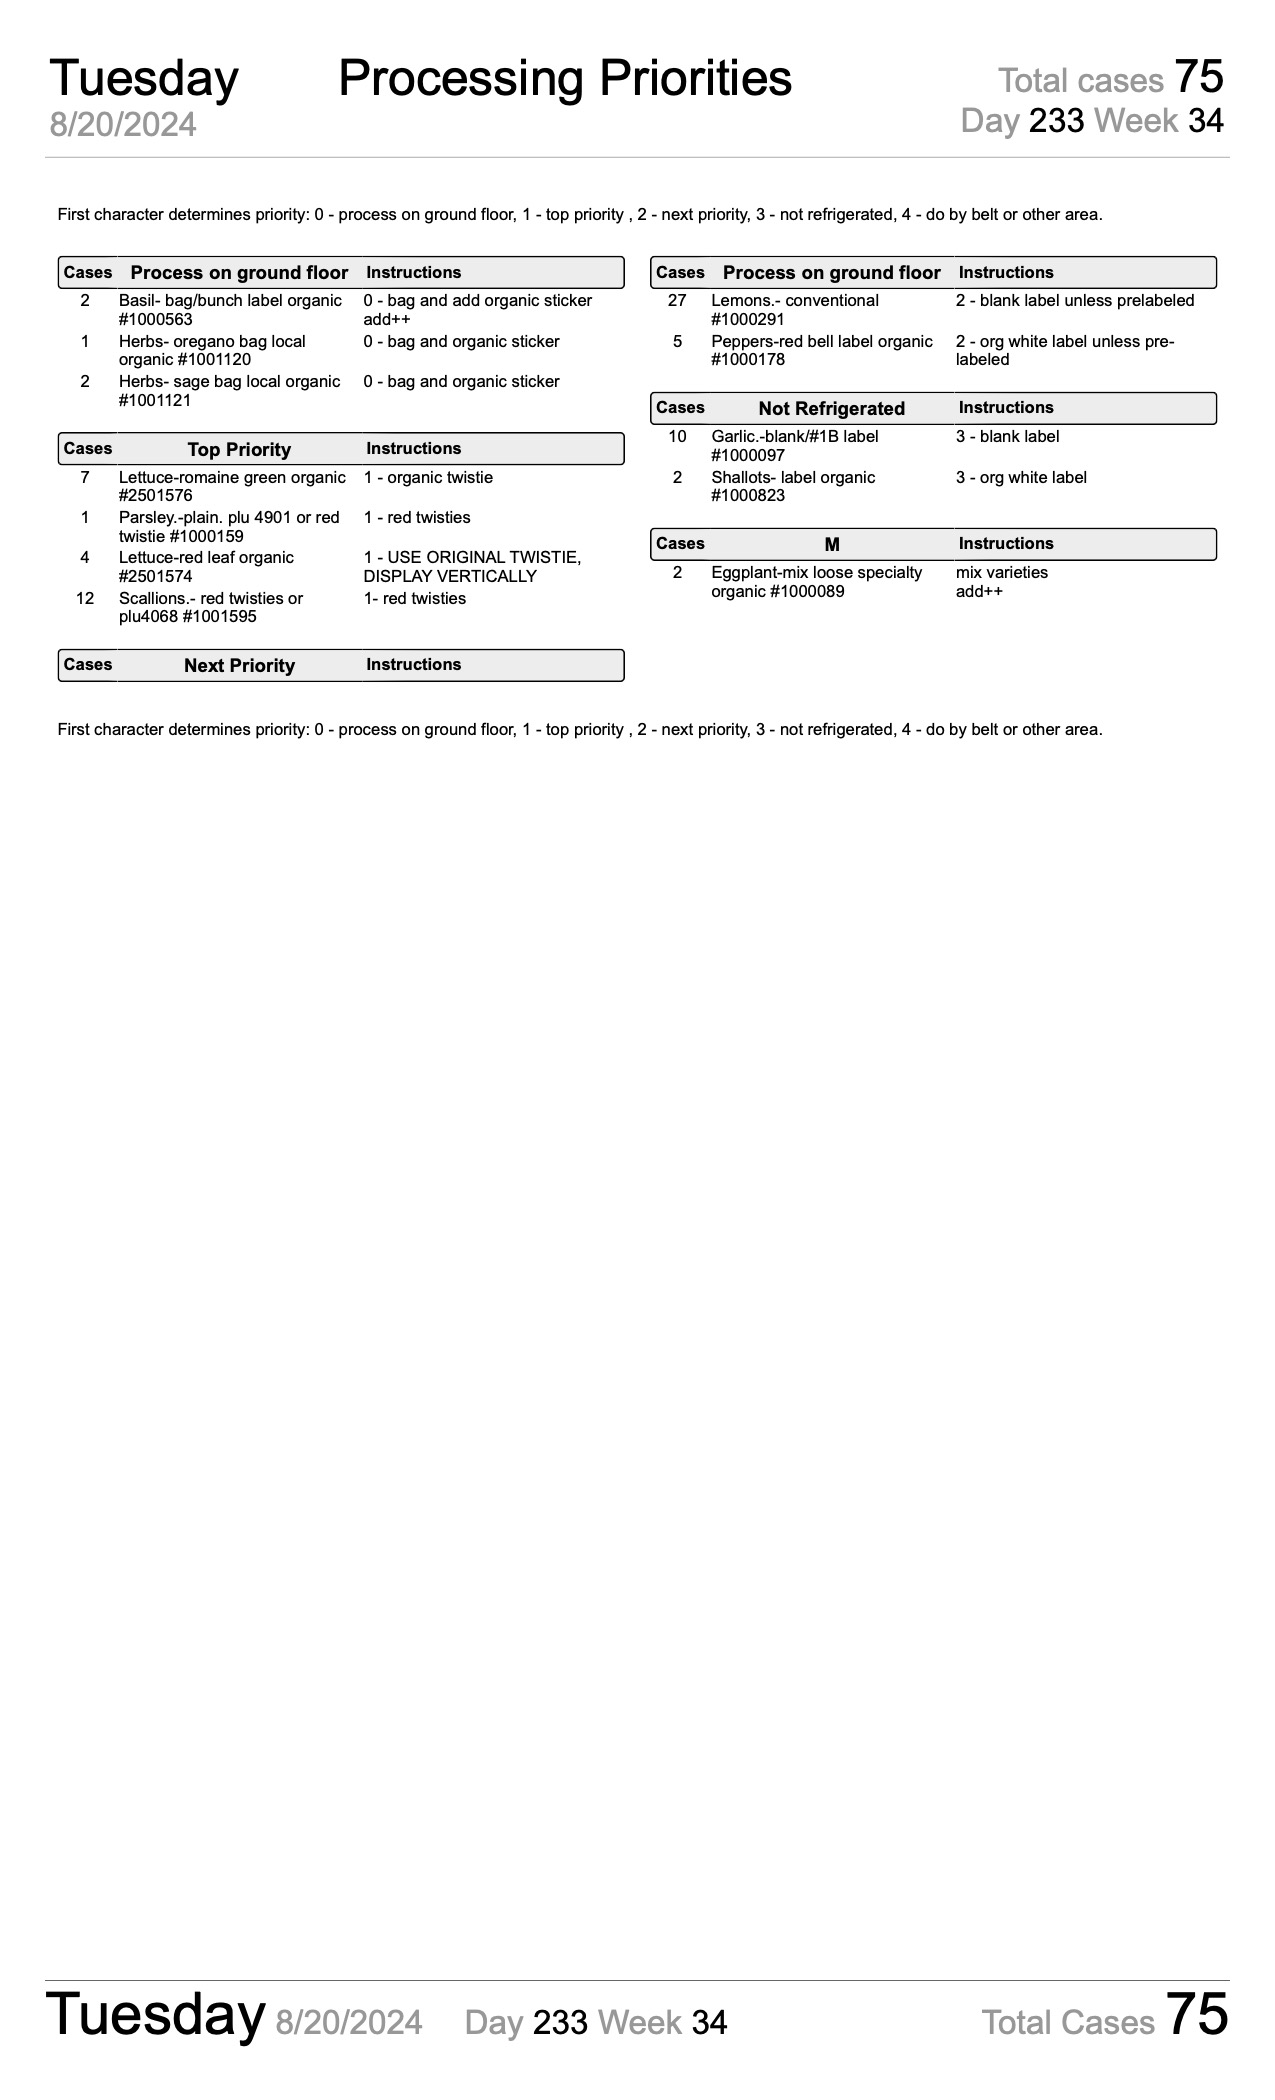 Tuesday Processing Priorities Total cases 75
8/20/2024 Day 233 Week 34
First character determines priority: 0 - process on ground floor, 1 - top priority , 2 - next priority, 3 - not refrigerated, 4 - do by belt or other area.
Cases Process on ground floor Instructions
2 Basil- bag/bunch label organic 0 - bag and add organic sticker
#1000563 add++
1 Herbs- oregano bag local 0 - bag and organic sticker
organic #1001120
2 Herbs- sage bag local organic 0 - bag and organic sticker
#1001121
Cases Top Priority Instructions
7 Lettuce-romaine green organic 1 - organic twistie
#2501576
1 Parsley.-plain. plu 4901 or red 1 - red twisties
twistie #1000159
4 Lettuce-red leaf organic 1 - USE ORIGINAL TWISTIE,
#2501574 DISPLAY VERTICALLY
12 Scallions.- red twisties or 1- red twisties
plu4068 #1001595
Cases Next Priority Instructions
Cases Process on ground floor Instructions
27 Lemons.- conventional 2 - blank label unless prelabeled
#1000291
5 Peppers-red bell label organic 2 - org white label unless pre-
#1000178 labeled
Cases Not Refrigerated Instructions
10 Garlic.-blank/#1B label 3 - blank label
#1000097
2 Shallots- label organic 3 - org white label
#1000823
Cases M Instructions
2 Eggplant-mix loose specialty mix varieties
organic #1000089 add++
First character determines priority: 0 - process on ground floor, 1 - top priority , 2 - next priority, 3 - not refrigerated, 4 - do by belt or other area.
Tuesday 8/20/2024 Day 233 Week 34 Total Cases 75